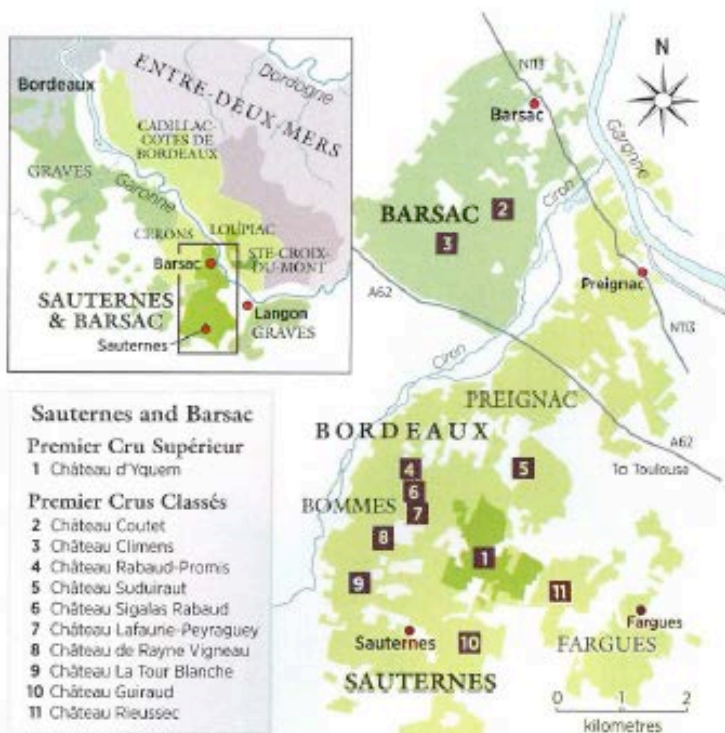 Bordeaux
ENTRE-DEUX-MERS
Dordogne
CADILLAC-
COTES DE
BORDEAUX
GRAVES
Garonne
CERONS
LOUPIAC
Barsac
STE-CROIX-
DU-MONT
SAUTERNES
& BARSAC
Langon
GRAVES
Sauternes
N113
N
Barsac
Garonne
Ciron
BARSAC
2
3
Preignac
A62
N113
Ciron
PREIGNAC
BORDEAUX
A62
To Toulouse
4
5
6
BOMMES
7
8
1
9
11
Fargues
Sauternes
10
FARGUES
SAUTERNES
0 1 2
kilometres
Sauternes and Barsac
Premier Cru Supérieur
1 Château d'Yquem
Premier Crus Classés
2 Château Coutet
3 Château Climens
4 Château Rabaud-Promis
5 Château Suduiraut
6 Château Sigalas Rabaud
7 Château Lafaurie-Peyraguey
8 Château de Rayne Vigneau
9 Château La Tour Blanche
10 Château Guiraud
11 Château Rieussec